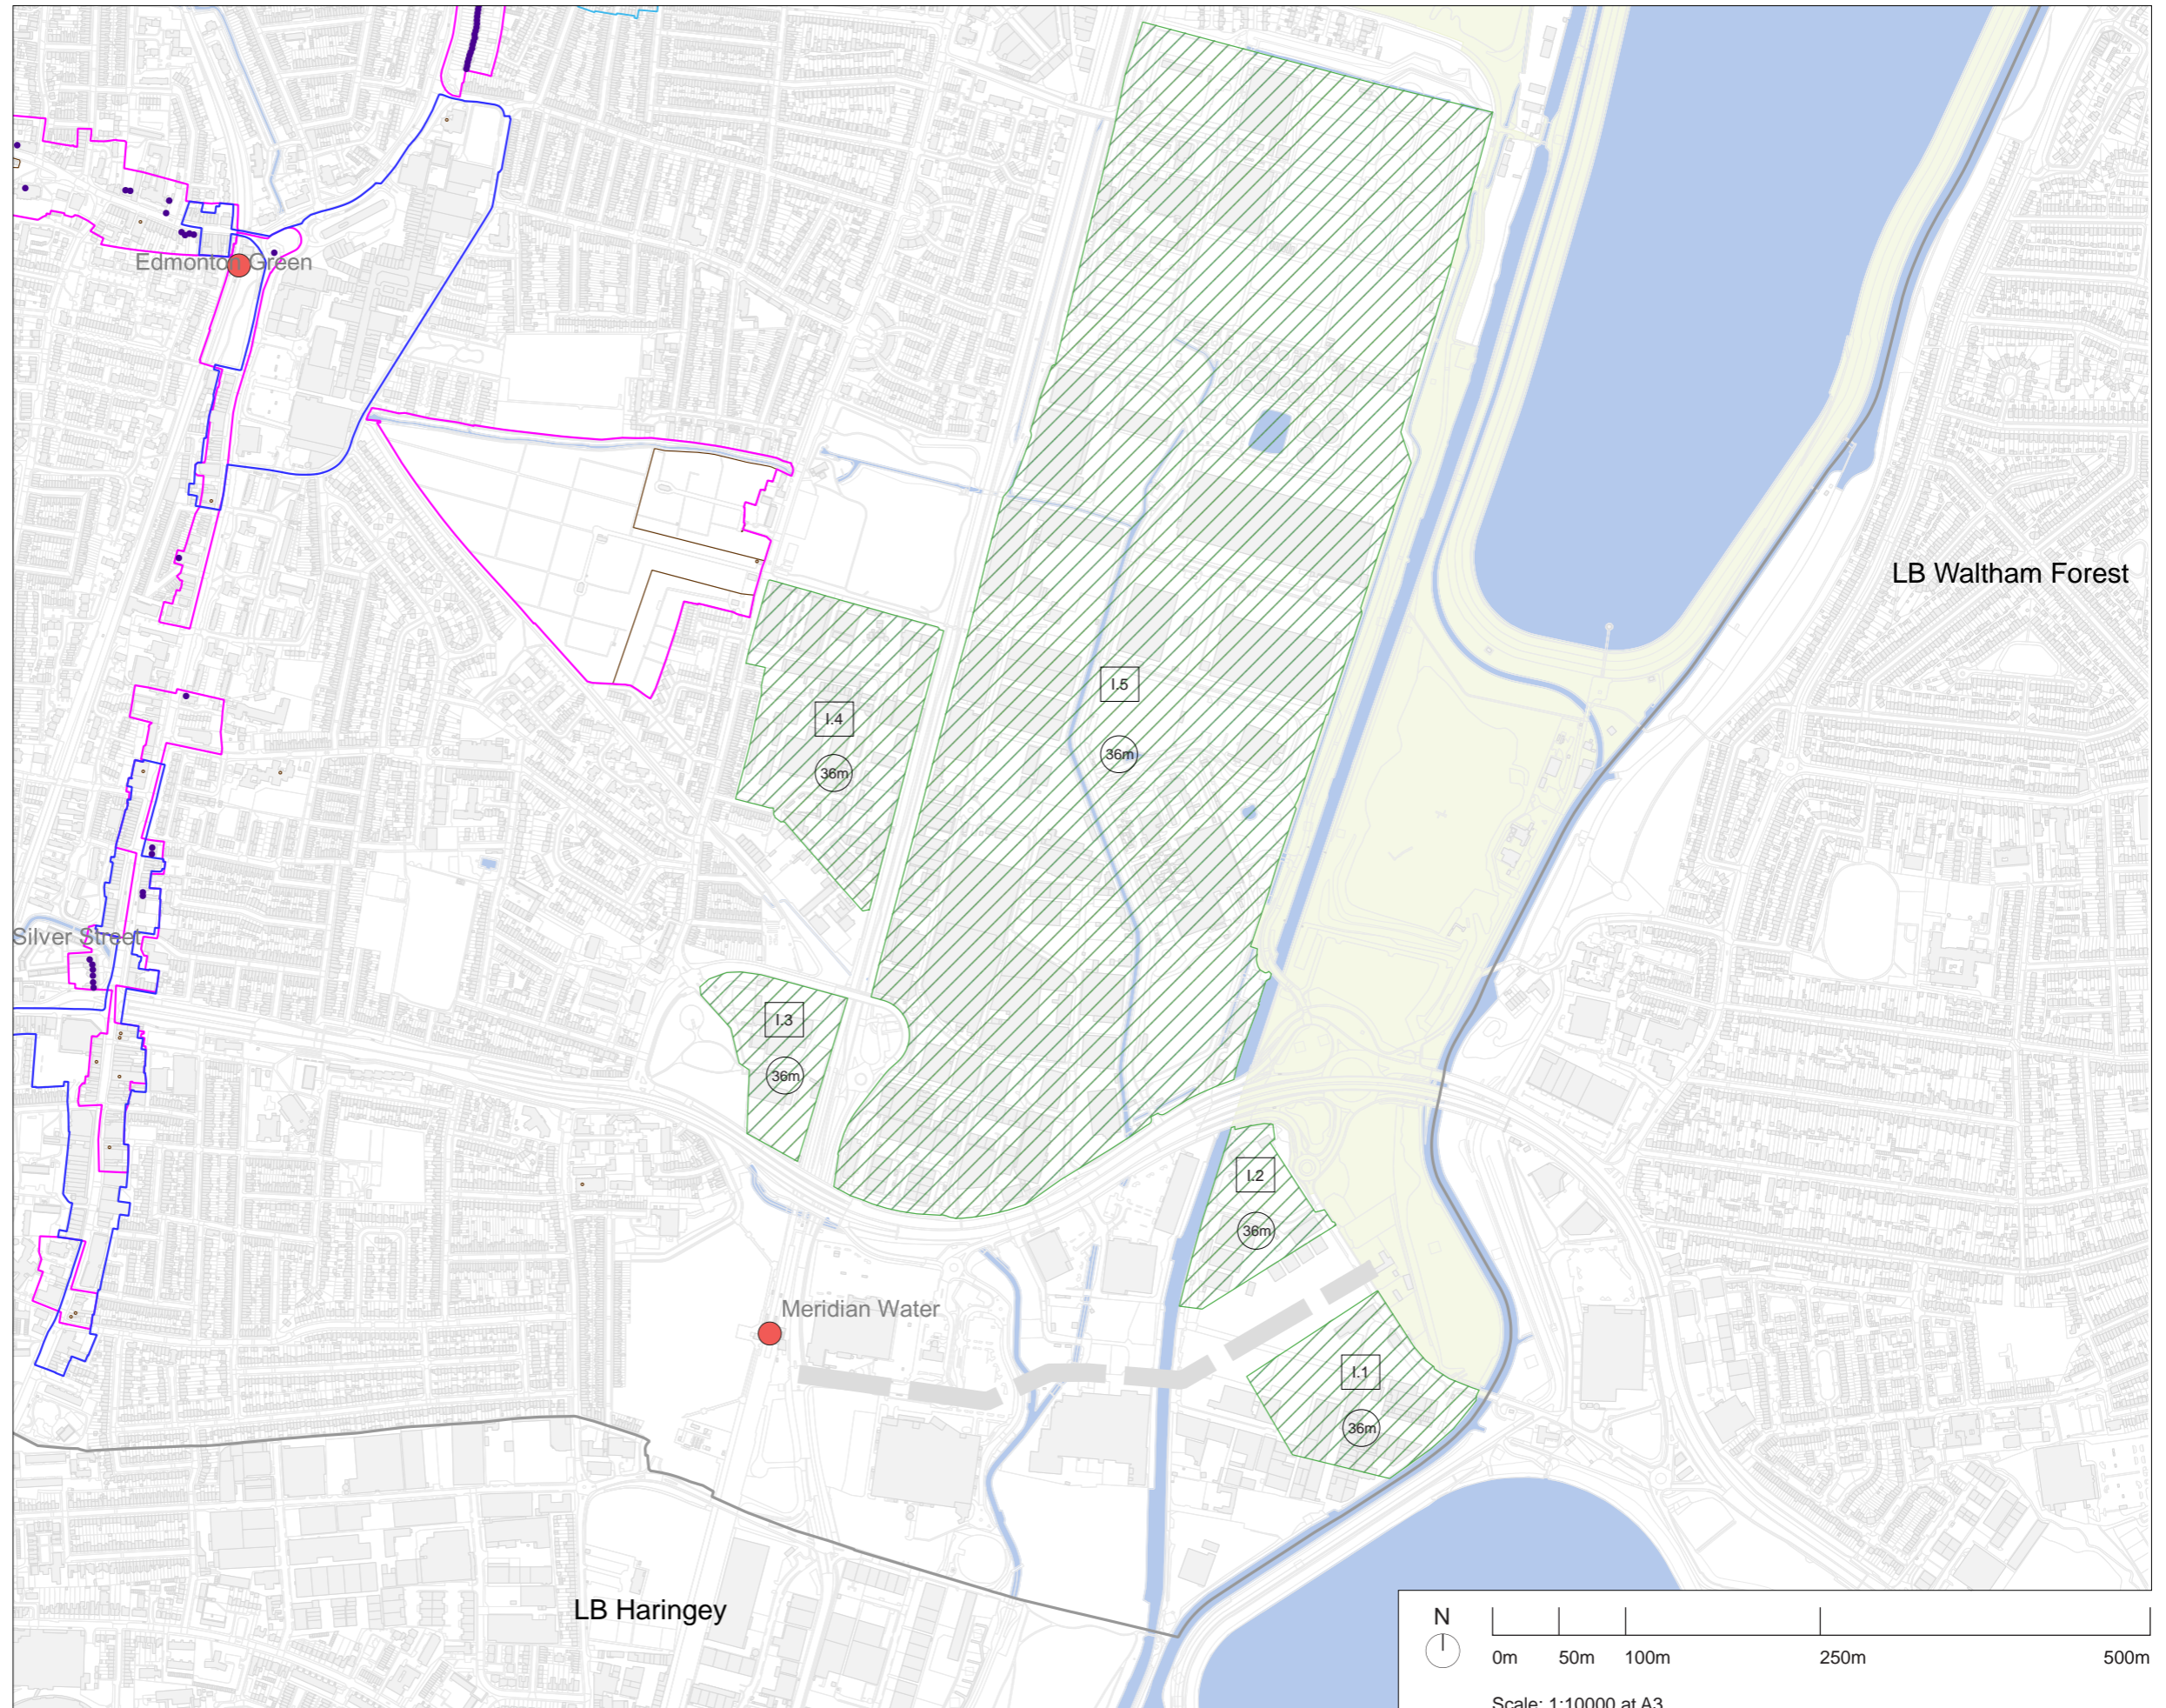 Edmonton Green
LB Waltham Forest
I.5
I.4
36m
36m
Silver Street
I.3
36m
I.2
36m
Meridian Water
I.1
36m
LB Haringey
N
0m 50m 100m 250m 500m
Scale: 1:10000 at A3